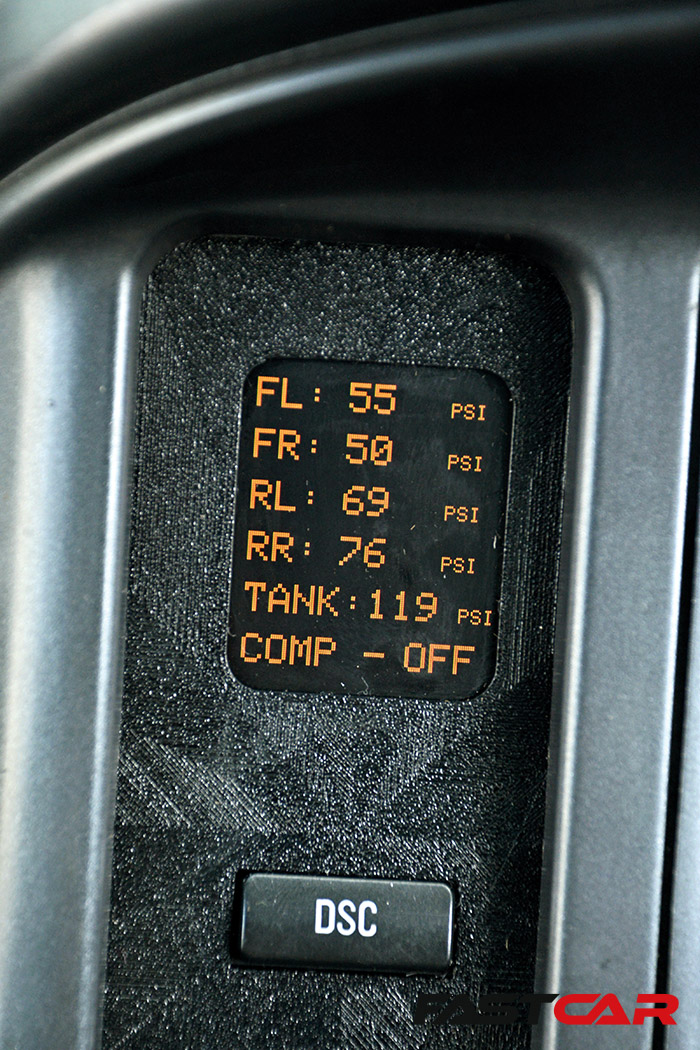 FL: 55 PSI
FR: 50 PSI
RL: 69 PSI
RR: 76 PSI
TANK:119 PSI
COMP - OFF
DSC
FASTCAR